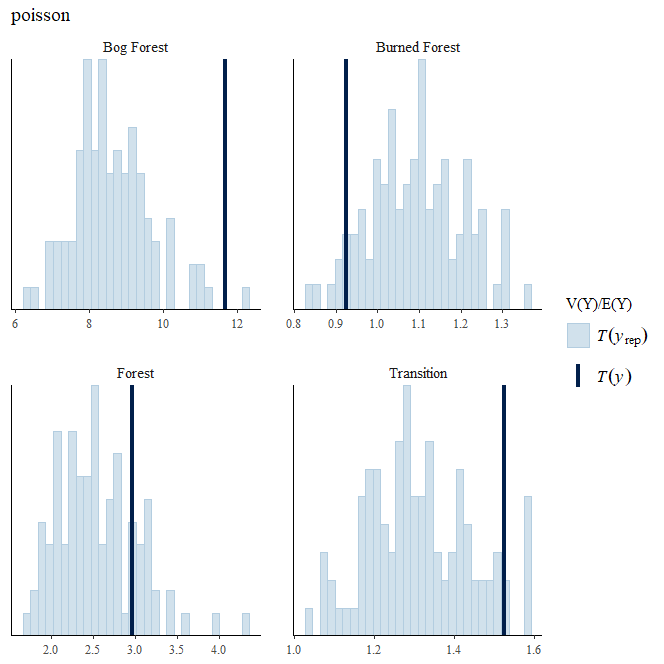 poisson
Bog Forest
Burned Forest
6 8 10 12
0.8 0.9 1.0 1.1 1.2 1.3
V(Y)/E(Y)
T(yrep)
T(y)
Forest
Transition
2.0 2.5 3.0 3.5 4.0
1.0 1.2 1.4 1.6